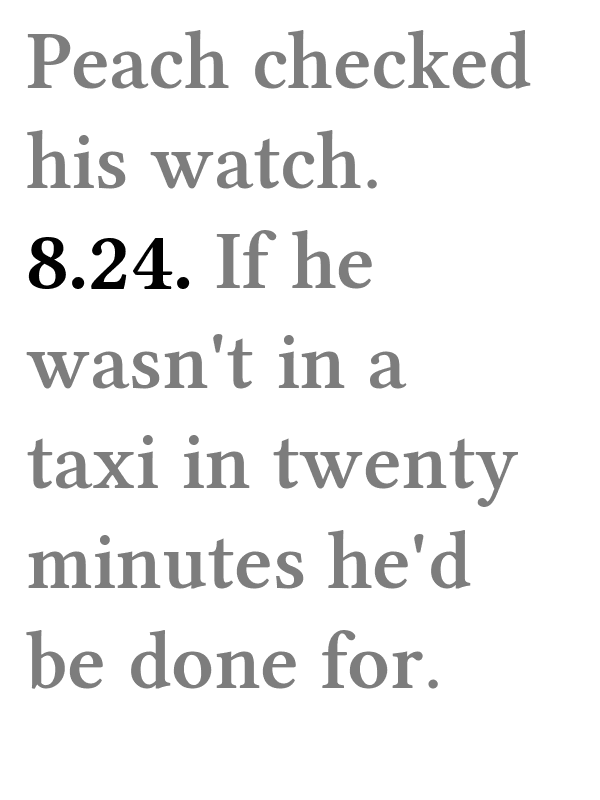 Peach checked
his watch.
8.24. If he
wasn't in a
taxi in twenty
minutes he'd
be done for.